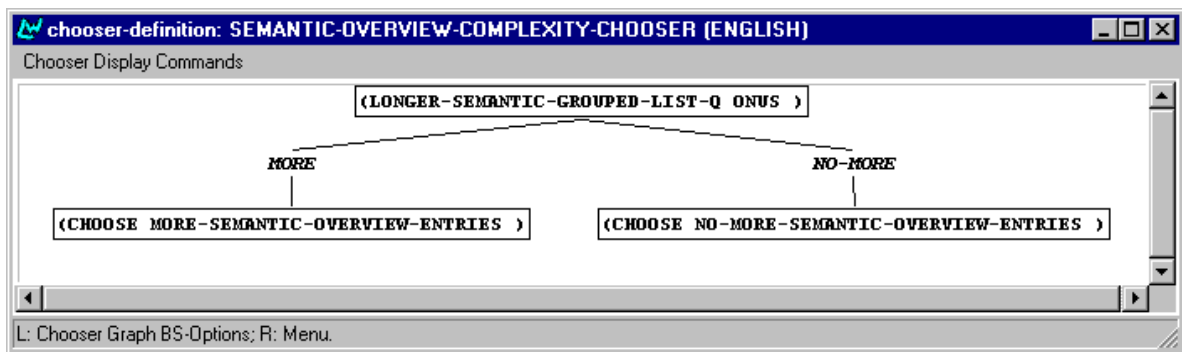 chooser-definition: SEMANTIC-OVERVIEW-COMPLEXITY-CHOOSER (ENGLISH)
Chooser Display Commands
(LONGER-SEMANTIC-GROUPED-LIST-Q ONUS )
MORE NO-MORE
(CHOOSE MORE-SEMANTIC-OVERVIEW-ENTRIES ) (CHOOSE NO-MORE-SEMANTIC-OVERVIEW-ENTRIES )
L: Chooser Graph BS-Options; R: Menu.